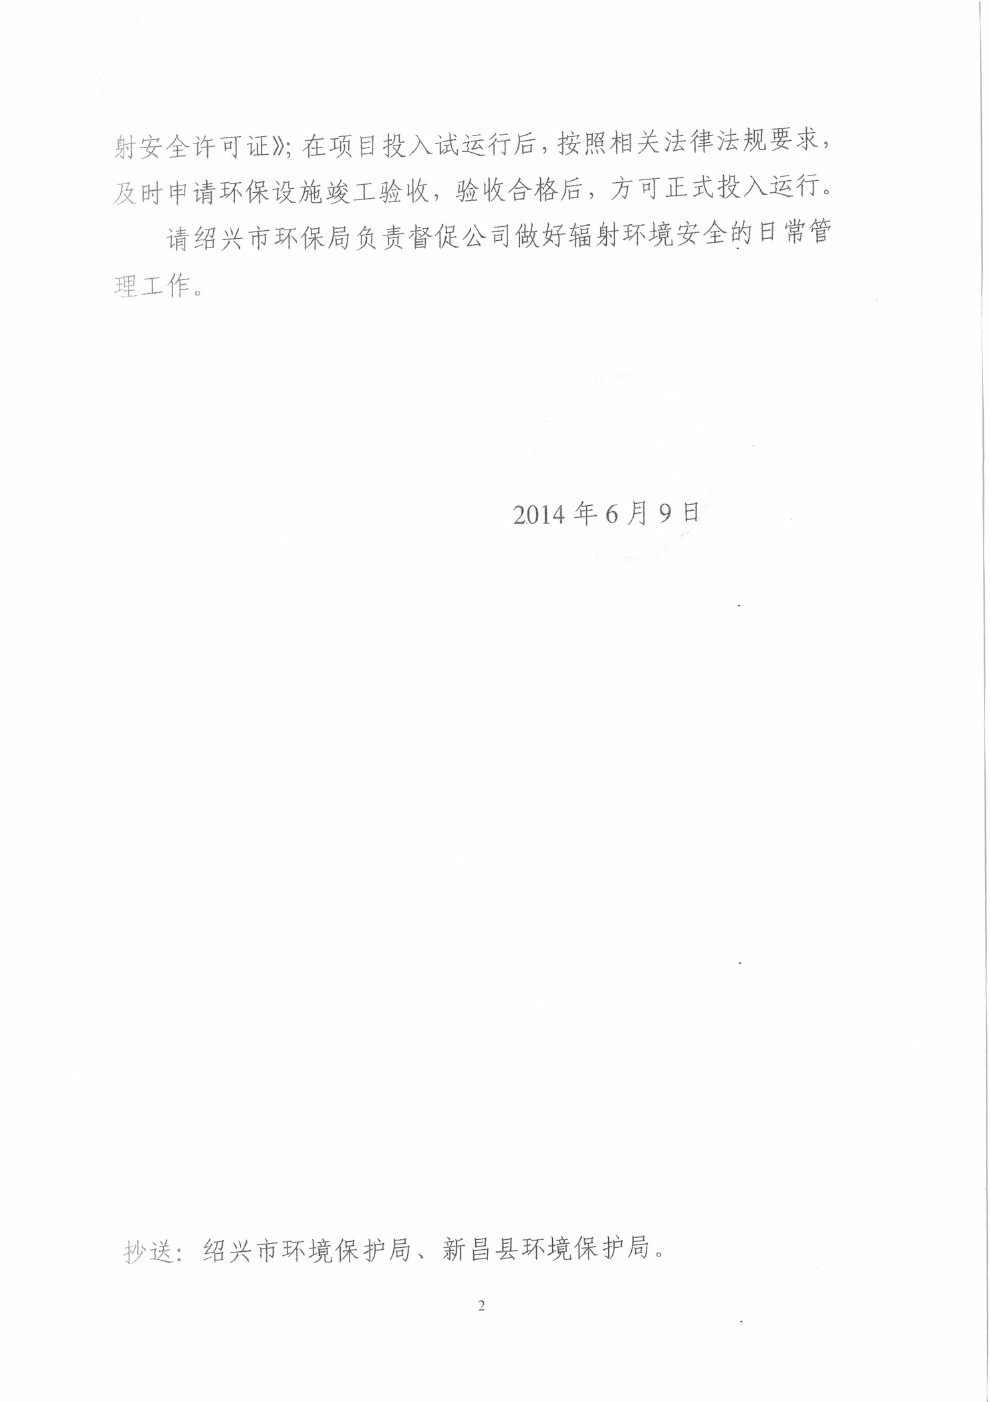 射安全许可证》；在项目投入试运行后，按照相关法律法规要求，
及时申请环保设施竣工验收，验收合格后，方可正式投入运行。
请绍兴市环保局负责督促公司做好辐射环境安全的日常管
理工作。
2014 年 6 月 9 日
抄送：绍兴市环境保护局、新昌县环境保护局。
2